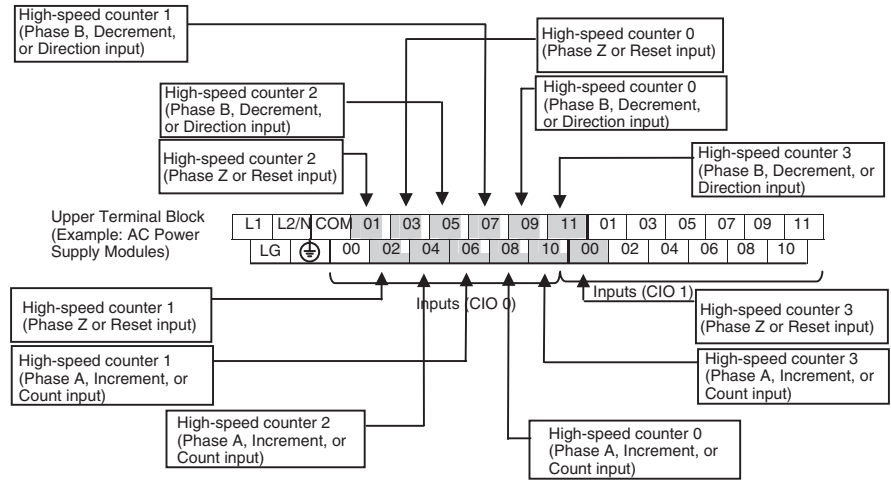 High-speed counter 1
(Phase B, Decrement,
or Direction input)
High-speed counter 0
(Phase Z or Reset input)
High-speed counter 2
(Phase B, Decrement,
or Direction input)
High-speed counter 0
(Phase B, Decrement,
or Direction input)
High-speed counter 2
(Phase Z or Reset input)
High-speed counter 3
(Phase B, Decrement, or
Direction input)
Upper Terminal Block
(Example: AC Power
Supply Modules)
L1 L2/N COM 01 03 05 07 09 11 01 03 05 07 09 11
LG 00 02 04 06 08 10 00 02 04 06 08 10
Inputs (CIO 0)
Inputs (CIO 1)
High-speed counter 1
(Phase Z or Reset input)
High-speed counter 3
(Phase Z or Reset input)
High-speed counter 1
(Phase A, Increment, or
Count input)
High-speed counter 3
(Phase A, Increment, or
Count input)
High-speed counter 2
(Phase A, Increment, or
Count input)
High-speed counter 0
(Phase A, Increment, or
Count input)